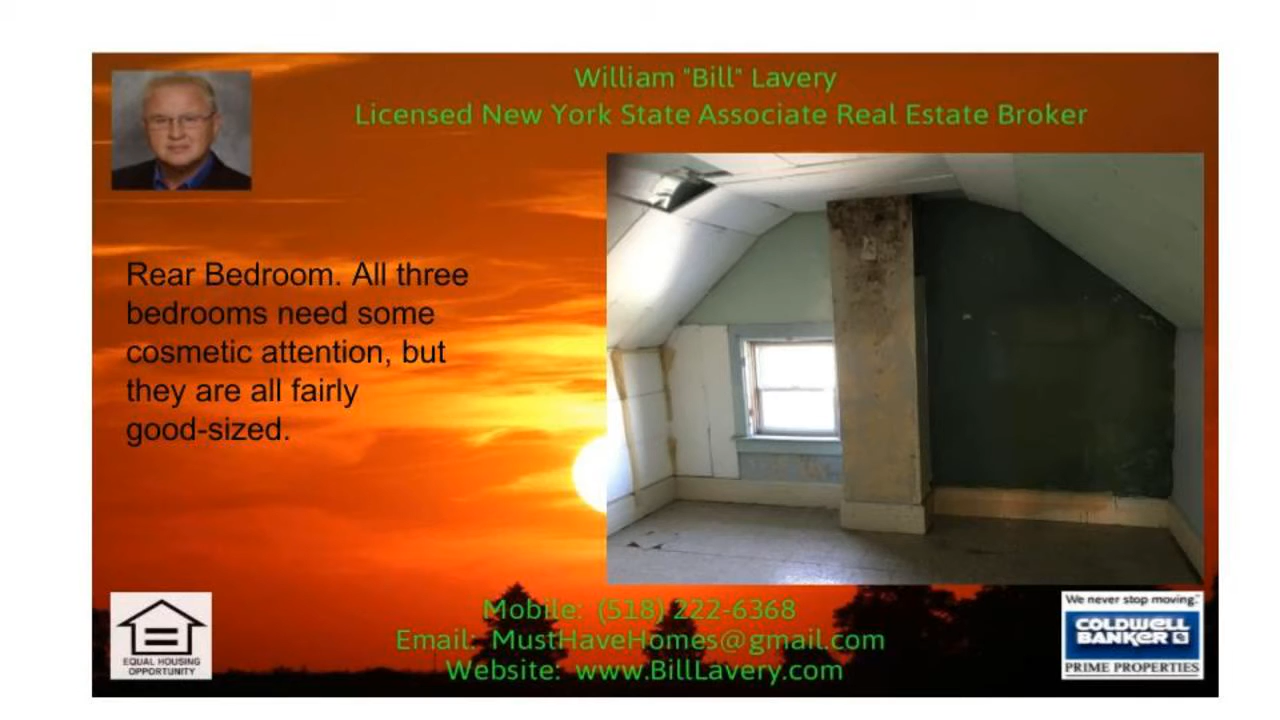 William "Bill" Lavery
Licensed New York State Associate Real Estate Broker
Rear Bedroom. All three
bedrooms need some
cosmetic attention, but
they are all fairly
good-sized.
Mobile: (518) 222-6368
Email: MustHaveHomes@gmail.com
Website: www.BillLavery.com
EQUAL HOUSING
OPPORTUNITY
We never stop moving.™
COLDWELL
BANKER
PRIME PROPERTIES